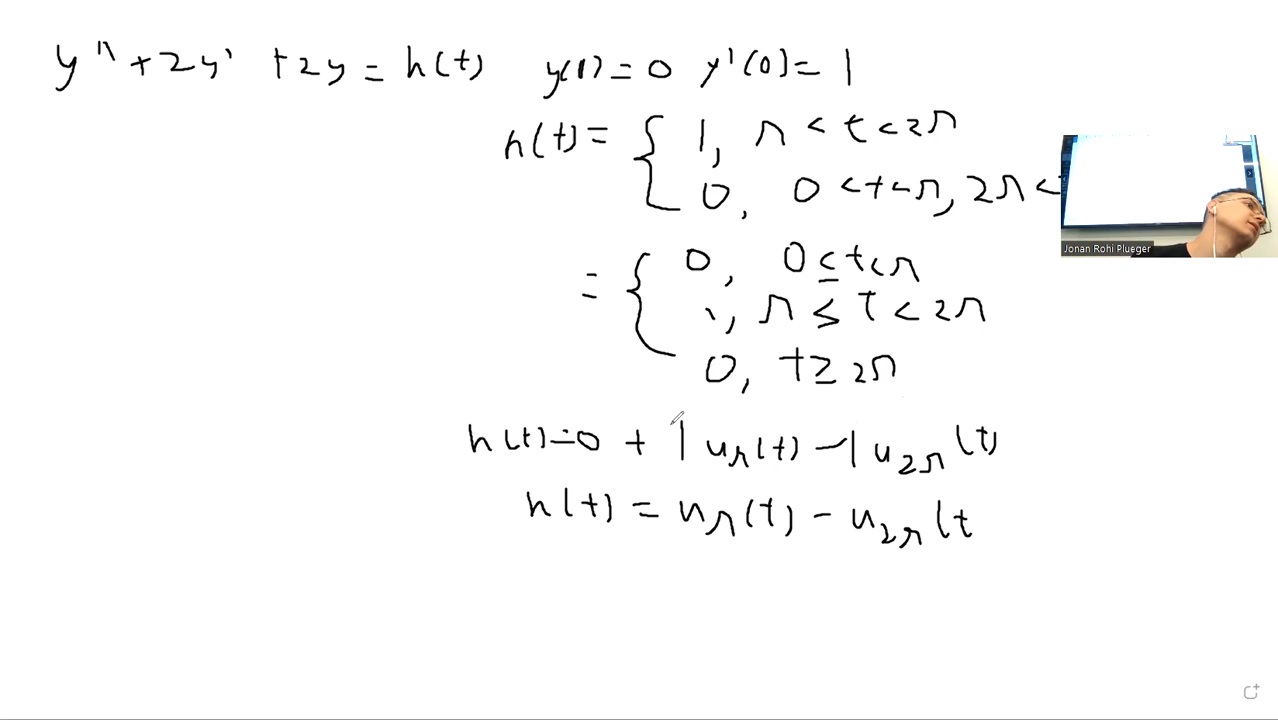 y'' + 2y' + 2y = h(t) y(1) = 0 y'(0) = 1
h(t) = { 1, π < t < 2π
0, 0 < t < π, 2π <
= { 0, 0 ≤ t < π
1, π ≤ t < 2π
0, t ≥ 2π
h(t) = 0 + 1 u_π(t) - 1 u_2π(t)
h(t) = u_π(t) - u_2π(t
Jonan Rohi Plueger